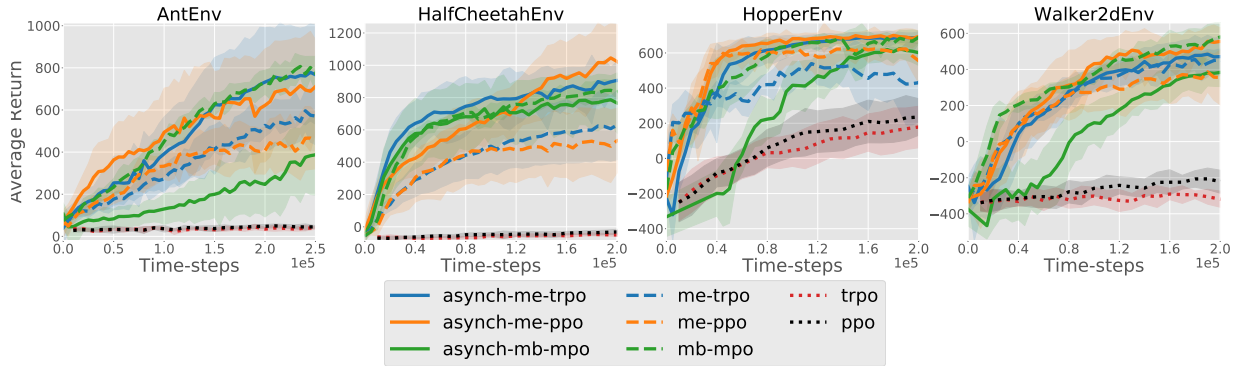 AntEnv HalfCheetahEnv HopperEnv Walker2dEnv
Average Return
1000
800
600
400
200
0
0 0.5 1.0 1.5 2.0 2.5
1e5
Time-steps
1200
1000
800
600
400
200
0
0 0.4 0.8 1.2 1.6 2.0
1e5
Time-steps
600
400
200
0
−200
−400
0 0.4 0.8 1.2 1.6 2.0
1e5
Time-steps
600
400
200
0
−200
−400
0 0.4 0.8 1.2 1.6 2.0
1e5
Time-steps
asynch-me-trpo me-trpo trpo
asynch-me-ppo me-ppo ppo
asynch-mb-mpo mb-mpo